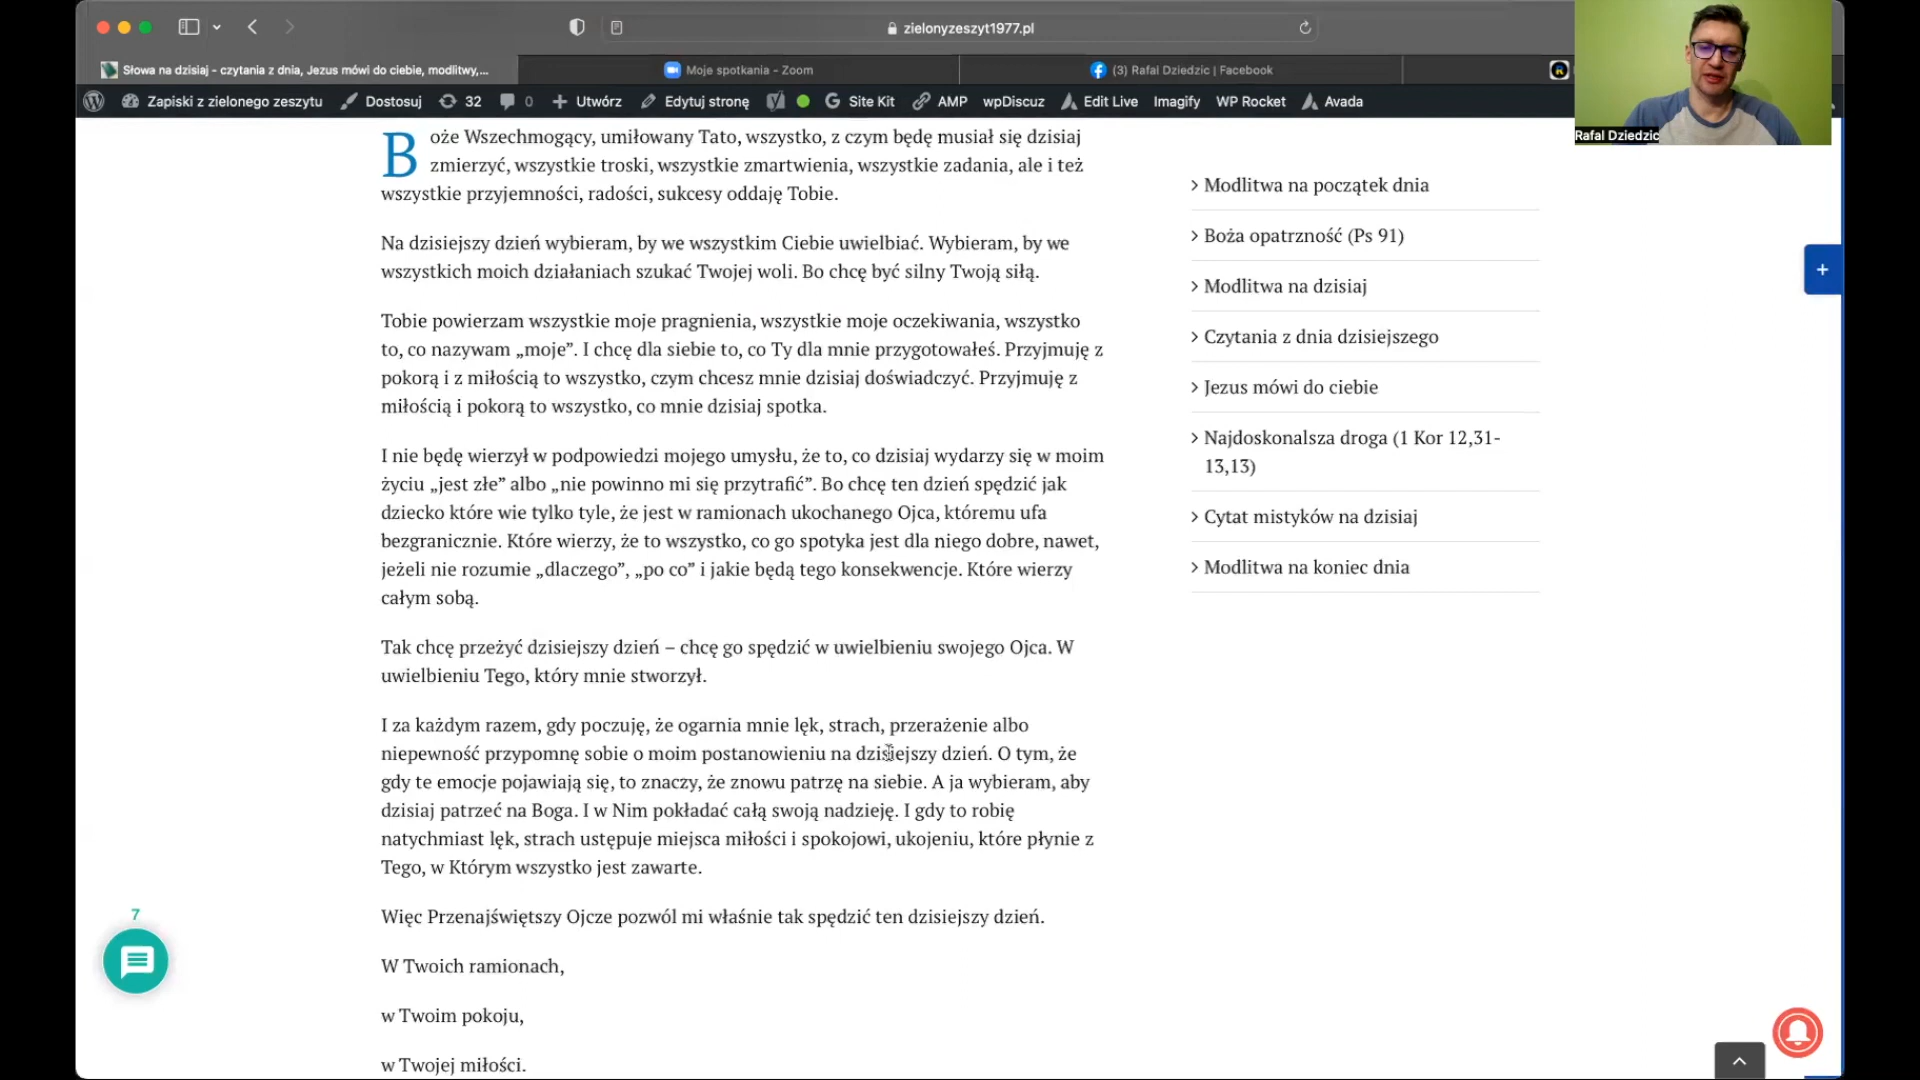 zielonyzeszyt1977.pl
Słowa na dzisiaj - czytania z dnia, Jezus mówi do ciebie, modlitwy,...
Moje spotkania - Zoom
(3) Rafal Dziedzic | Facebook
R
Zapiski z zielonego zeszytu
Dostosuj
32
0
Utwórz
Edytuj stronę
Site Kit
AMP
wpDiscuz
Edit Live
Imagify
WP Rocket
Avada
Rafal Dziedzic
Boże Wszechmogący, umiłowany Tato, wszystko, z czym będę musiał się dzisiaj
zmierzyć, wszystkie troski, wszystkie zmartwienia, wszystkie zadania, ale i też
wszystkie przyjemności, radości, sukcesy oddaję Tobie.
Na dzisiejszy dzień wybieram, by we wszystkim Ciebie uwielbiać. Wybieram, by we
wszystkich moich działaniach szukać Twojej woli. Bo chcę być silny Twoją siłą.
Tobie powierzam wszystkie moje pragnienia, wszystkie moje oczekiwania, wszystko
to, co nazywam „moje”. I chcę dla siebie to, co Ty dla mnie przygotowałeś. Przyjmuję z
pokorą i z miłością to wszystko, czym chcesz mnie dzisiaj doświadczyć. Przyjmuję z
miłością i pokorą to wszystko, co mnie dzisiaj spotka.
I nie będę wierzył w podpowiedzi mojego umysłu, że to, co dzisiaj wydarzy się w moim
życiu „jest złe” albo „nie powinno mi się przytrafić”. Bo chcę ten dzień spędzić jak
dziecko które wie tylko tyle, że jest w ramionach ukochanego Ojca, któremu ufa
bezgranicznie. Które wierzy, że to wszystko, co go spotyka jest dla niego dobre, nawet,
jeżeli nie rozumie „dlaczego”, „po co” i jakie będą tego konsekwencje. Które wierzy
całym sobą.
Tak chcę przeżyć dzisiejszy dzień – chcę go spędzić w uwielbieniu swojego Ojca. W
uwielbieniu Tego, który mnie stworzył.
I za każdym razem, gdy poczuję, że ogarnia mnie lęk, strach, przerażenie albo
niepewność przypomnę sobie o moim postanowieniu na dzisiejszy dzień. O tym, że
gdy te emocje pojawiają się, to znaczy, że znowu patrzę na siebie. A ja wybieram, aby
dzisiaj patrzeć na Boga. I w Nim pokładać całą swoją nadzieję. I gdy to robię
natychmiast lęk, strach ustępuje miejsca miłości i spokojowi, ukojeniu, które płynie z
Tego, w Którym wszystko jest zawarte.
Więc Przenajświętszy Ojcze pozwól mi właśnie tak spędzić ten dzisiejszy dzień.
W Twoich ramionach,
w Twoim pokoju,
w Twojej miłości.
Modlitwa na początek dnia
Boża opatrzność (Ps 91)
Modlitwa na dzisiaj
Czytania z dnia dzisiejszego
Jezus mówi do ciebie
Najdoskonalsza droga (1 Kor 12,31-
13,13)
Cytat mistyków na dzisiaj
Modlitwa na koniec dnia
7